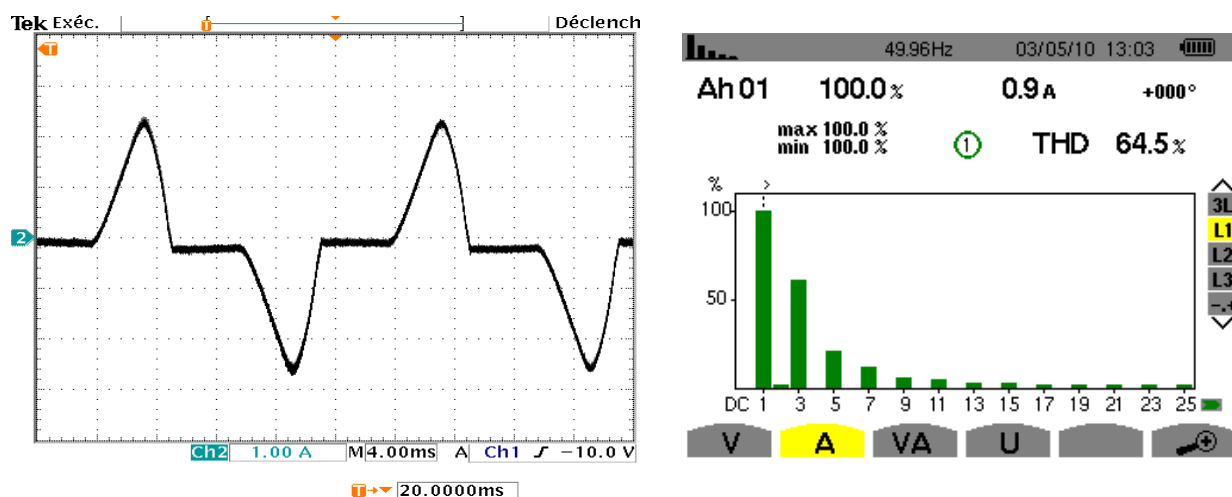 Tek Exéc. Déclench
T
T
2
Ch2 1.00 A M 4.00ms A Ch1 -10.0 V
T 20.0000ms
49.96Hz 03/05/10 13:03
Ah 01 100.0 % 0.9 A +000°
max 100.0 %
min 100.0 %
1 THD 64.5 %
% >
100
50
DC 1 3 5 7 9 11 13 15 17 19 21 23 25
3L
L1
L2
L3
V A VA U